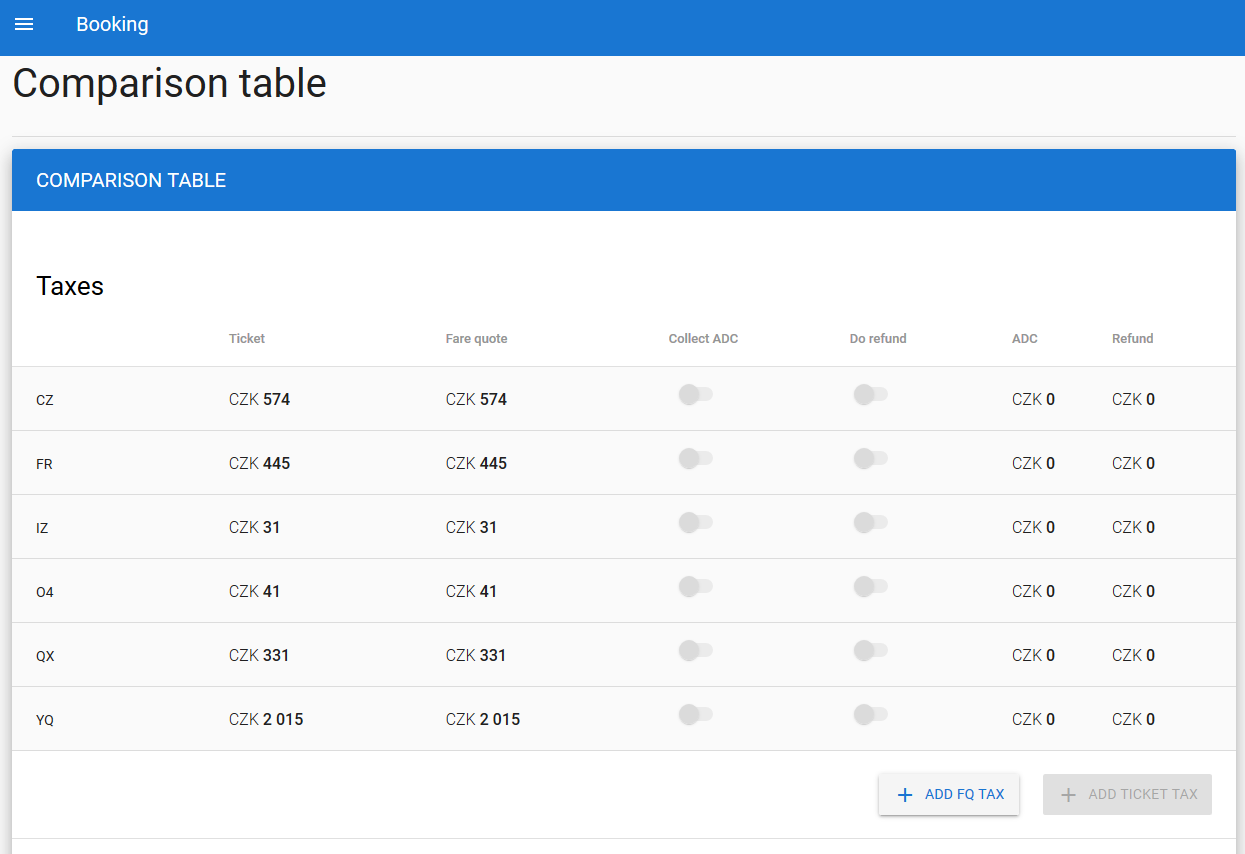 Booking
Comparison table
COMPARISON TABLE
Taxes
Ticket Fare quote Collect ADC Do refund ADC Refund
CZ CZK 574 CZK 574 CZK 0 CZK 0
FR CZK 445 CZK 445 CZK 0 CZK 0
IZ CZK 31 CZK 31 CZK 0 CZK 0
O4 CZK 41 CZK 41 CZK 0 CZK 0
QX CZK 331 CZK 331 CZK 0 CZK 0
YQ CZK 2 015 CZK 2 015 CZK 0 CZK 0
ADD FQ TAX ADD TICKET TAX